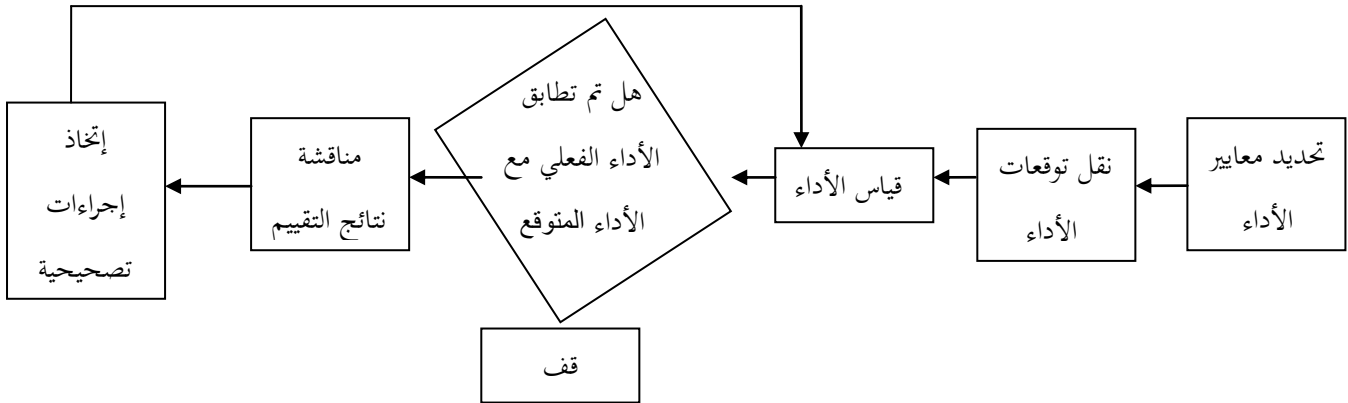 تحديد معايير
الأداء
نقل توقعات
الأداء
قياس الأداء
هل تم تطابق
الأداء الفعلي مع
الأداء المتوقع
مناقشة
نتائج التقييم
إتخاذ
إجراءات
تصحيحية
قف